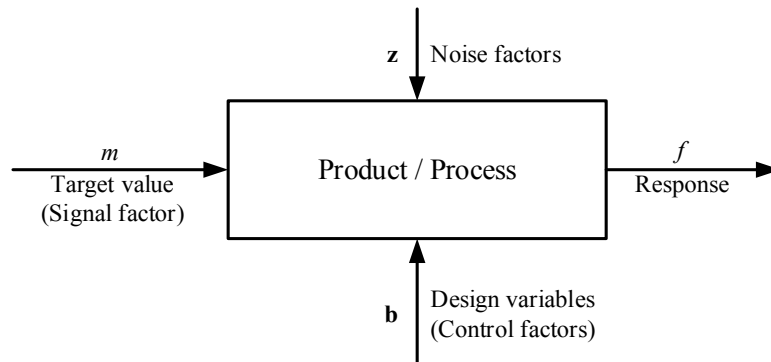 z Noise factors
m
Target value
(Signal factor)
Product / Process
f
Response
b
Design variables
(Control factors)